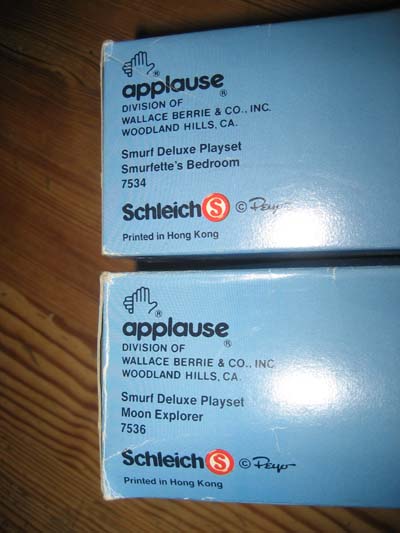 applause®
DIVISION OF
WALLACE BERRIE & CO., INC.
WOODLAND HILLS, CA.
Smurf Deluxe Playset
Smurfette's Bedroom
7534
Schleich S © Peyo
Printed in Hong Kong
applause®
DIVISION OF
WALLACE BERRIE & CO., INC.
WOODLAND HILLS, CA.
Smurf Deluxe Playset
Moon Explorer
7536
Schleich S © Peyo
Printed in Hong Kong